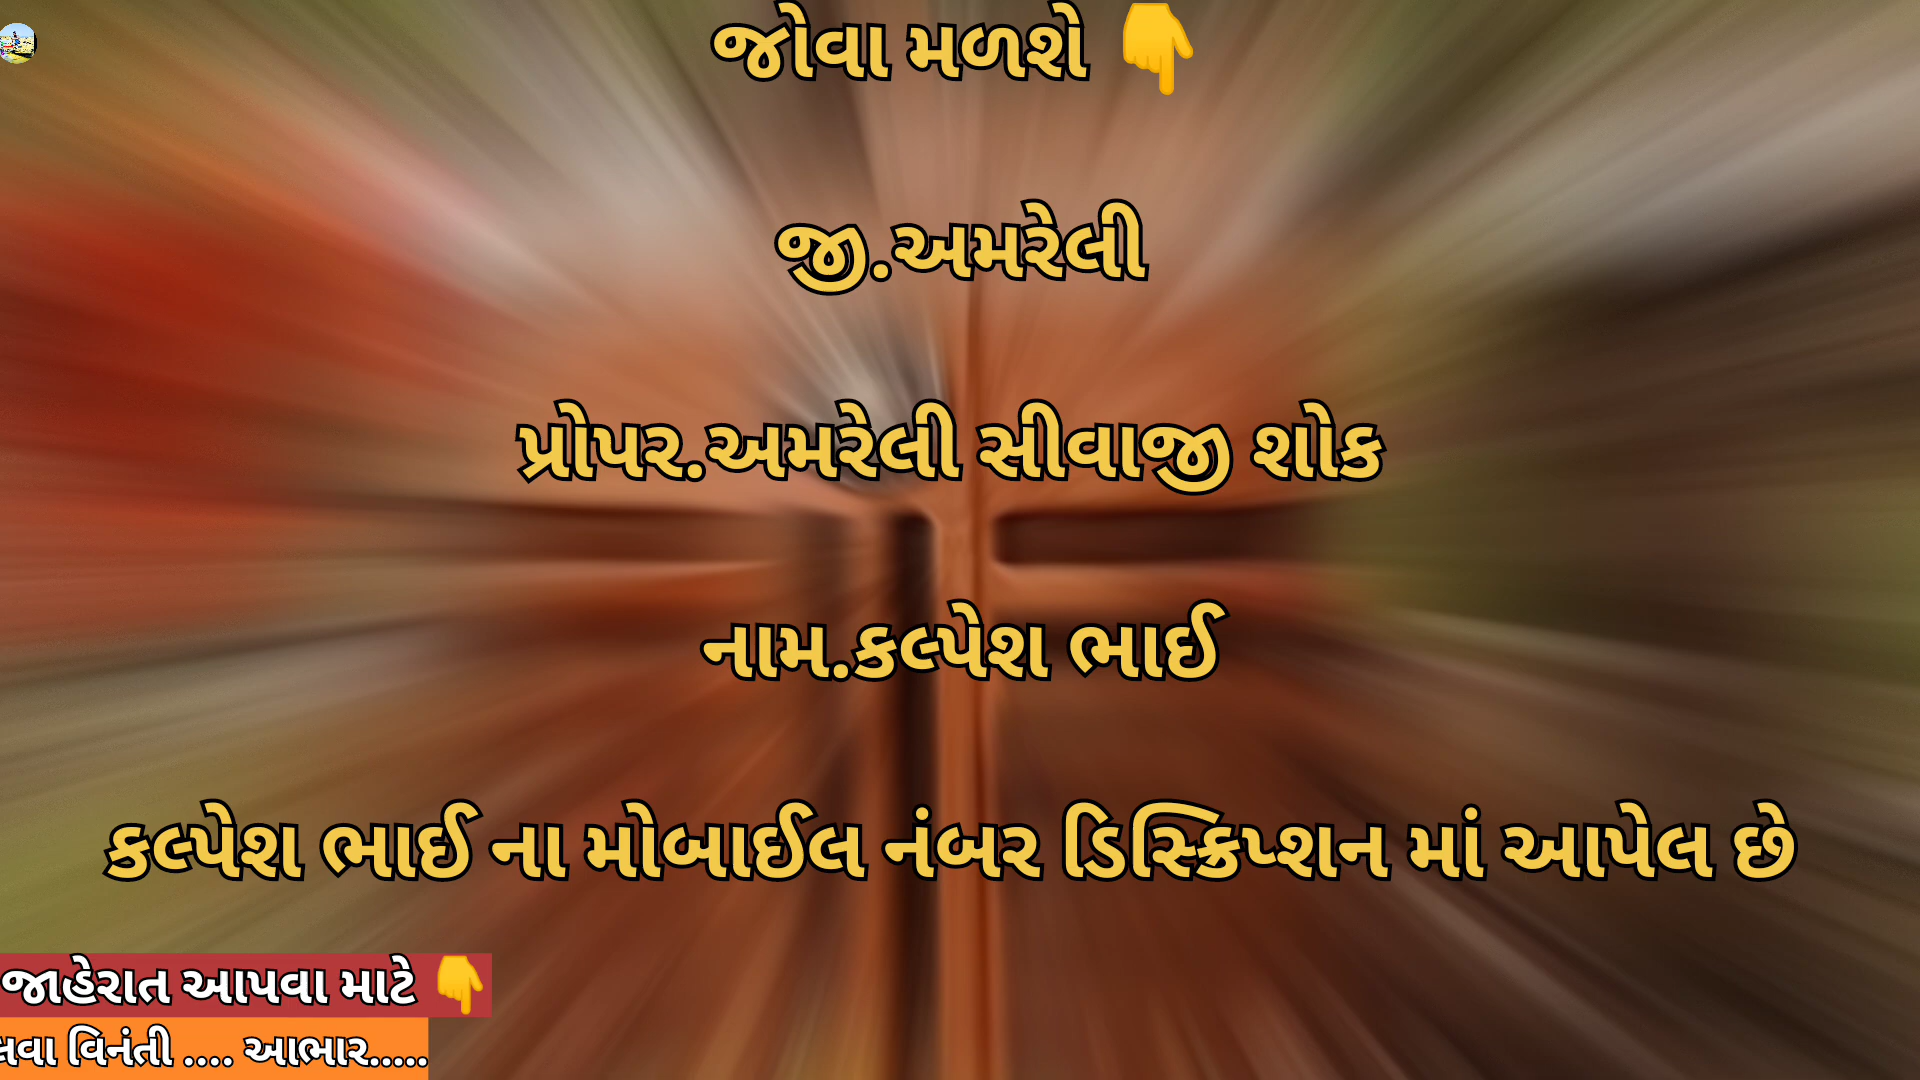 જોવા મળશે 👇
જી.અમરેલી
પ્રોપર.અમરેલી સીવાજી શોક
નામ.કલ્પેશ ભાઈ
કલ્પેશ ભાઈ ના મોબાઈલ નંબર ડિસ્ક્રિપ્શન માં આપેલ છે
જાહેરાત આપવા માટે 👇
વિનંતી .... આભાર.....